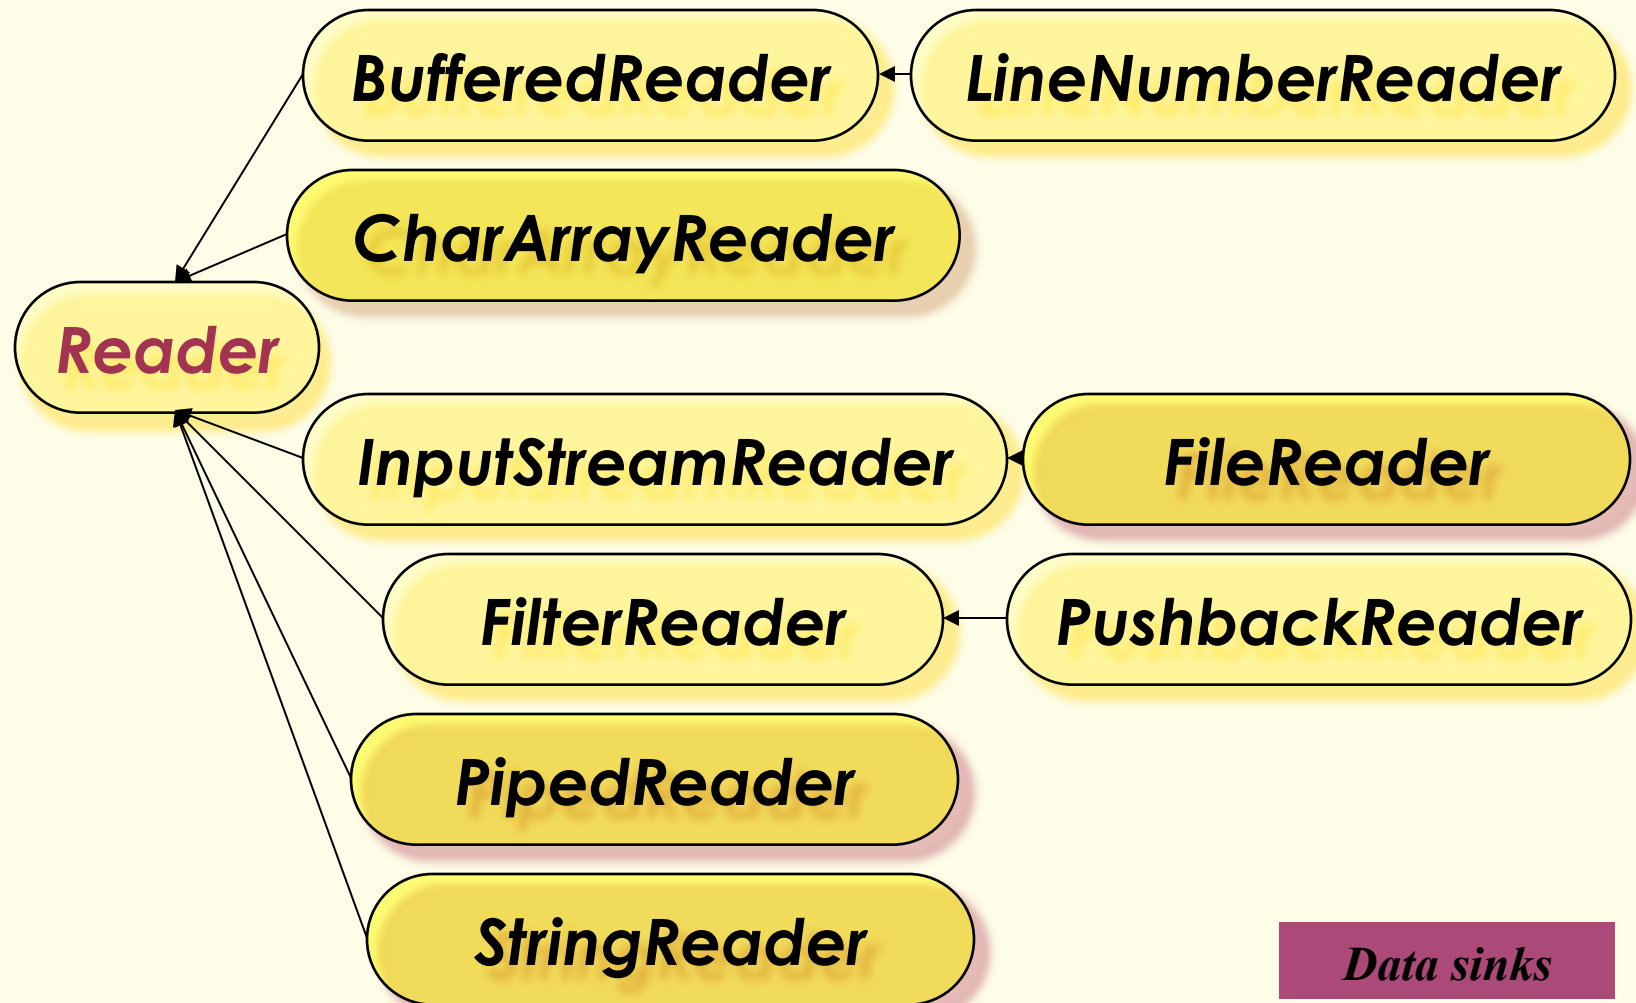 BufferedReader
LineNumberReader
CharArrayReader
Reader
InputStreamReader
FileReader
FilterReader
PushbackReader
PipedReader
StringReader
Data sinks